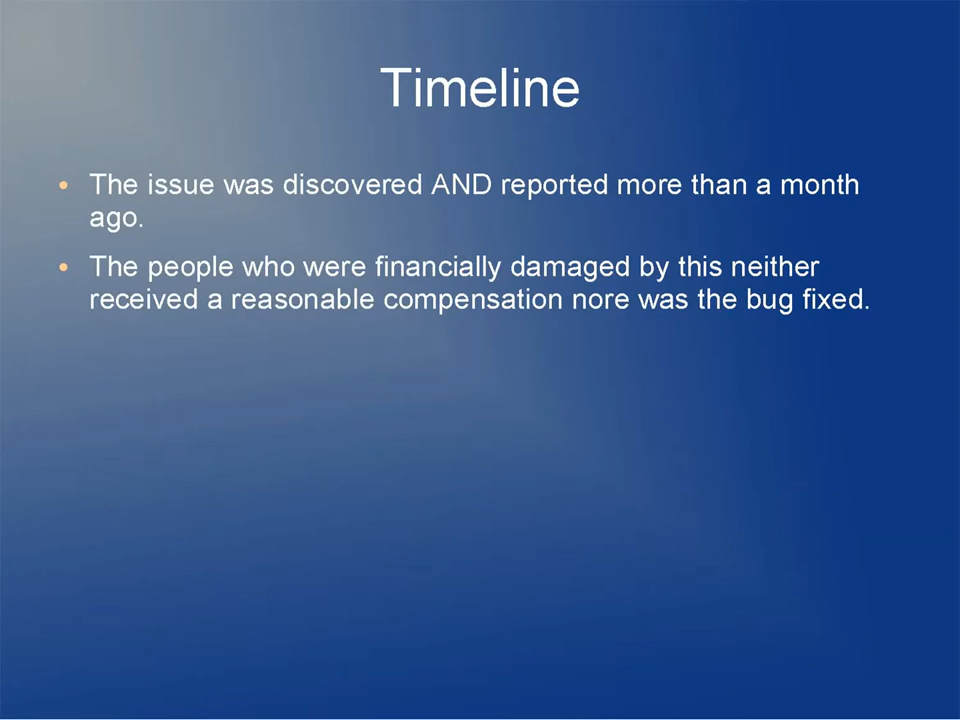 Timeline
• The issue was discovered AND reported more than a month
ago.
• The people who were financially damaged by this neither
received a reasonable compensation nore was the bug fixed.